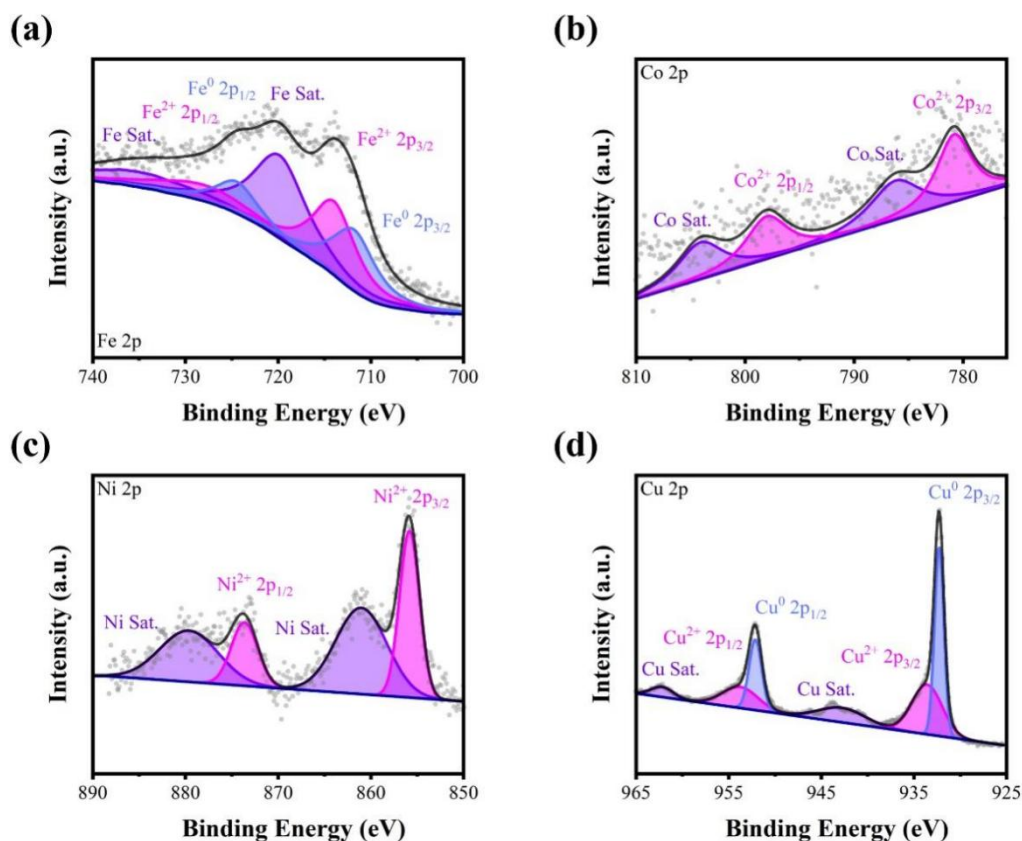 (a)
Fe⁰ 2p₁/₂
Fe Sat.
Fe²⁺ 2p₁/₂
Fe²⁺ 2p₃/₂
Fe Sat.
Fe⁰ 2p₃/₂
Fe 2p
Intensity (a.u.)
740 730 720 710 700
Binding Energy (eV)
(b)
Co 2p
Co²⁺ 2p₃/₂
Co Sat.
Co²⁺ 2p₁/₂
Co Sat.
Intensity (a.u.)
810 800 790 780
Binding Energy (eV)
(c)
Ni 2p
Ni²⁺ 2p₃/₂
Ni²⁺ 2p₁/₂
Ni Sat.
Ni Sat.
Intensity (a.u.)
890 880 870 860 850
Binding Energy (eV)
(d)
Cu 2p
Cu⁰ 2p₃/₂
Cu⁰ 2p₁/₂
Cu²⁺ 2p₁/₂
Cu²⁺ 2p₃/₂
Cu Sat.
Cu Sat.
Intensity (a.u.)
965 955 945 935 925
Binding Energy (eV)